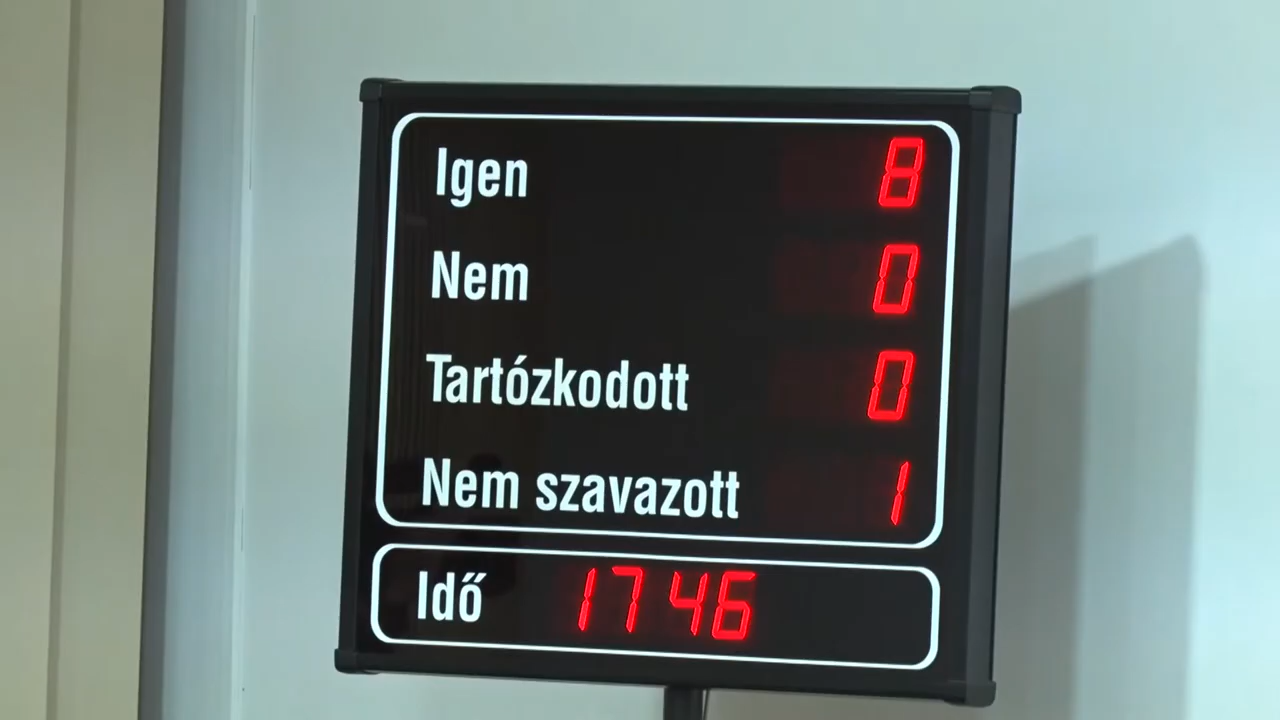 Igen 8
Nem 0
Tartózkodott 0
Nem szavazott 1
Idő 17 46